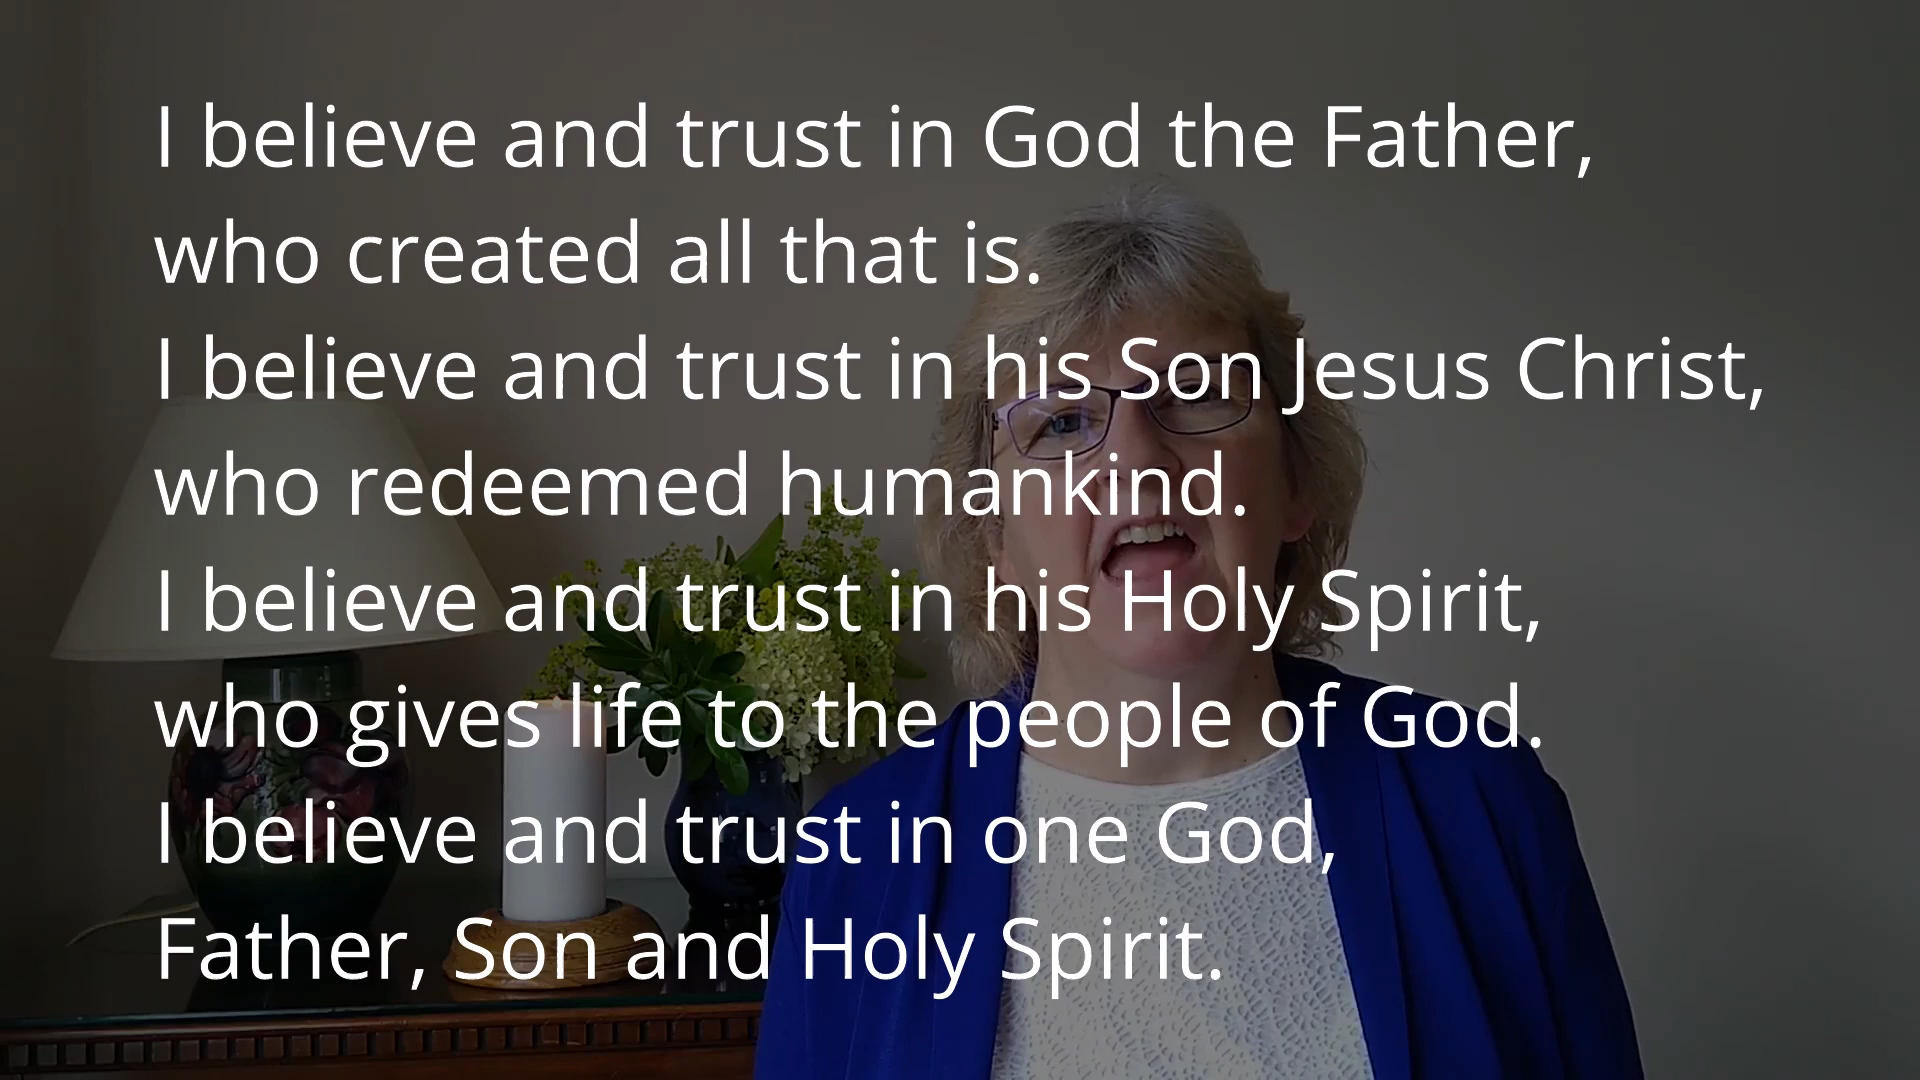 I believe and trust in God the Father,
who created all that is.
I believe and trust in his Son Jesus Christ,
who redeemed humankind.
I believe and trust in his Holy Spirit,
who gives life to the people of God.
I believe and trust in one God,
Father, Son and Holy Spirit.